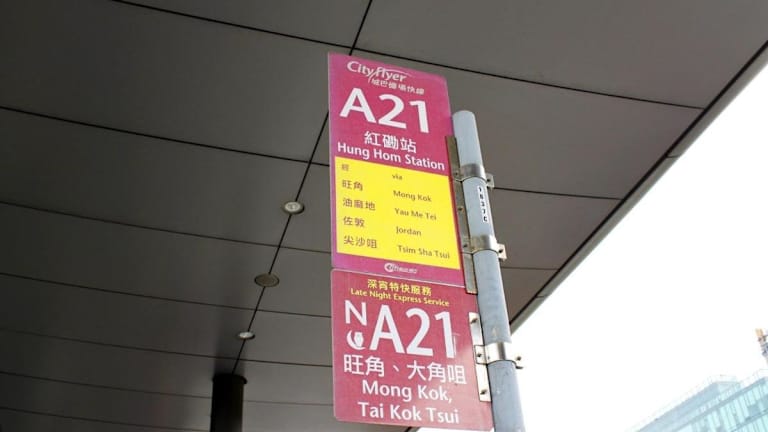 Cityflyer
城巴機場快線
A21
紅磡站
Hung Hom Station
經 via
旺角 Mong Kok
油麻地 Yau Me Tei
佐敦 Jordan
尖沙咀 Tsim Sha Tsui
深宵特快服務
Late Night Express Service
NA21
旺角、大角咀
Mong Kok,
Tai Kok Tsui